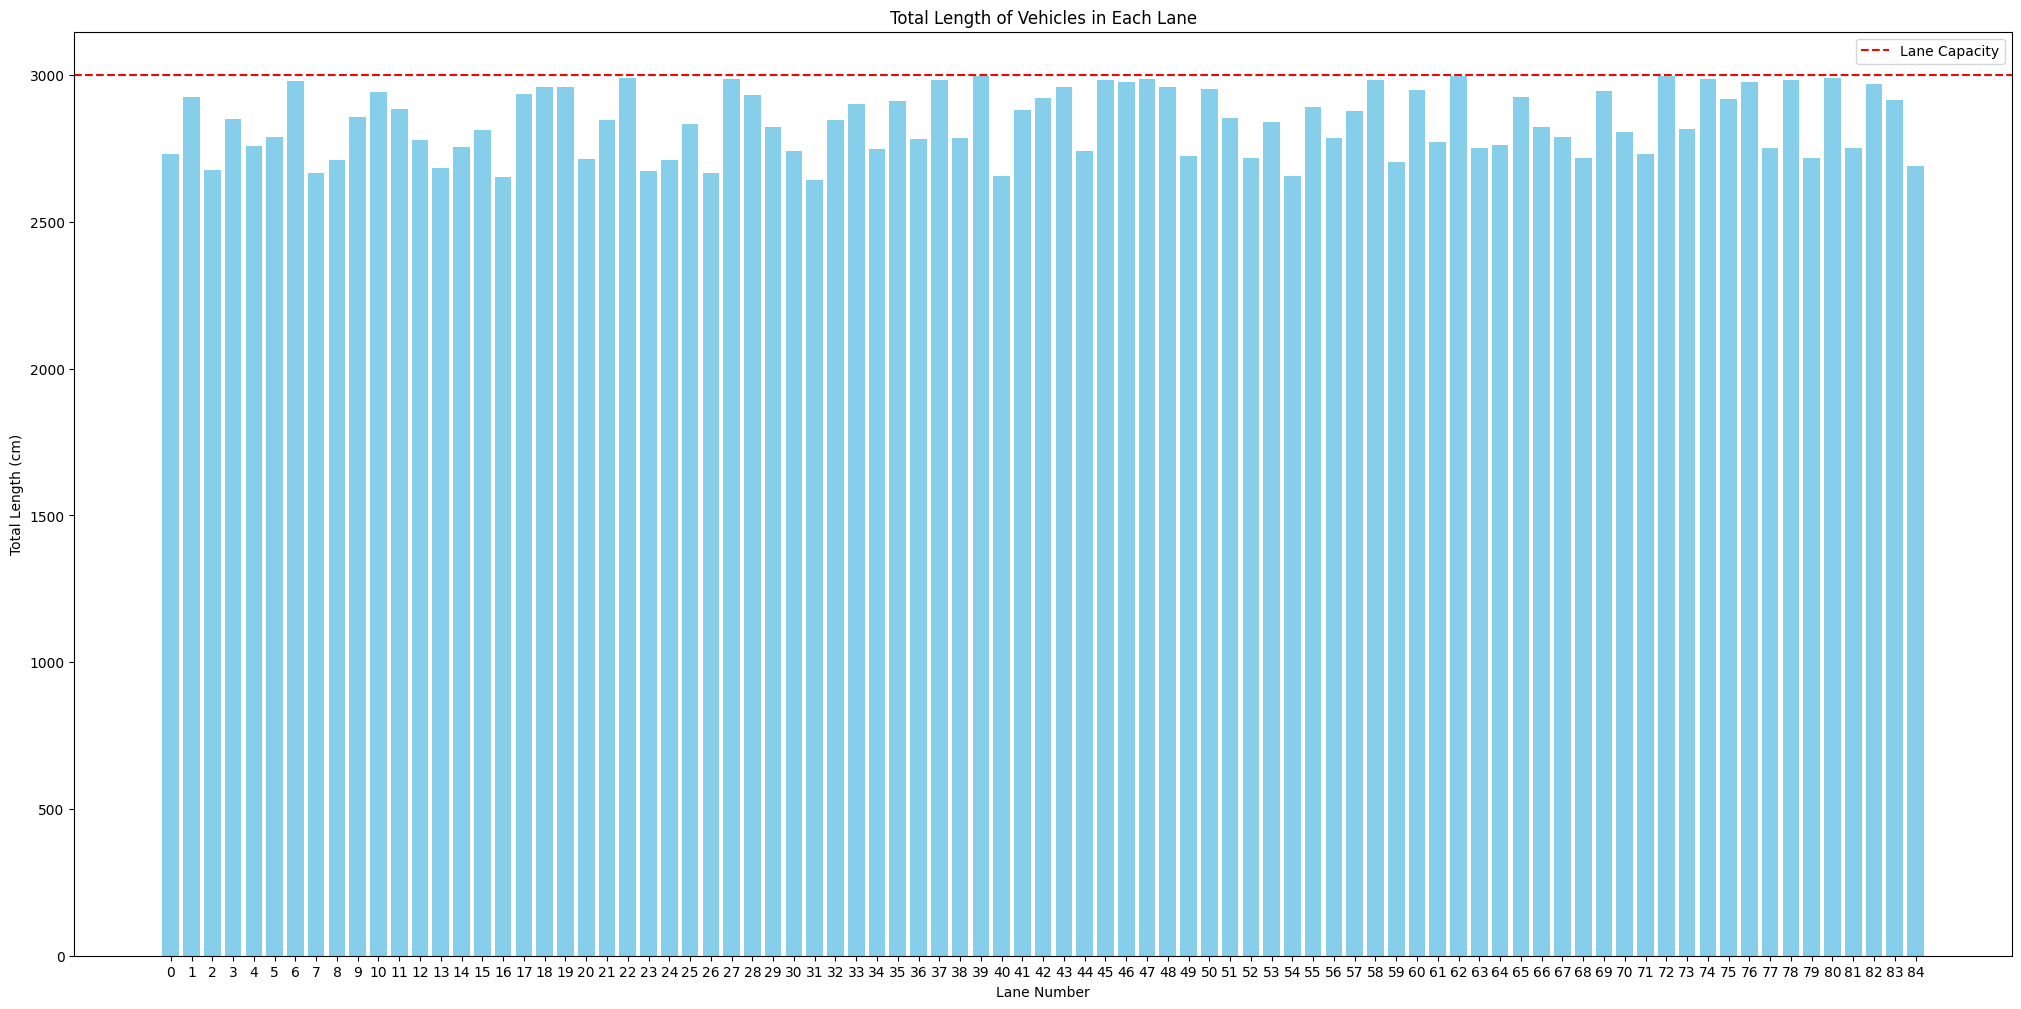 Total Length of Vehicles in Each Lane
Lane Capacity
3000
2500
2000
1500
1000
500
0
Total Length (cm)
0 1 2 3 4 5 6 7 8 9 10 11 12 13 14 15 16 17 18 19 20 21 22 23 24 25 26 27 28 29 30 31 32 33 34 35 36 37 38 39 40 41 42 43 44 45 46 47 48 49 50 51 52 53 54 55 56 57 58 59 60 61 62 63 64 65 66 67 68 69 70 71 72 73 74 75 76 77 78 79 80 81 82 83 84
Lane Number